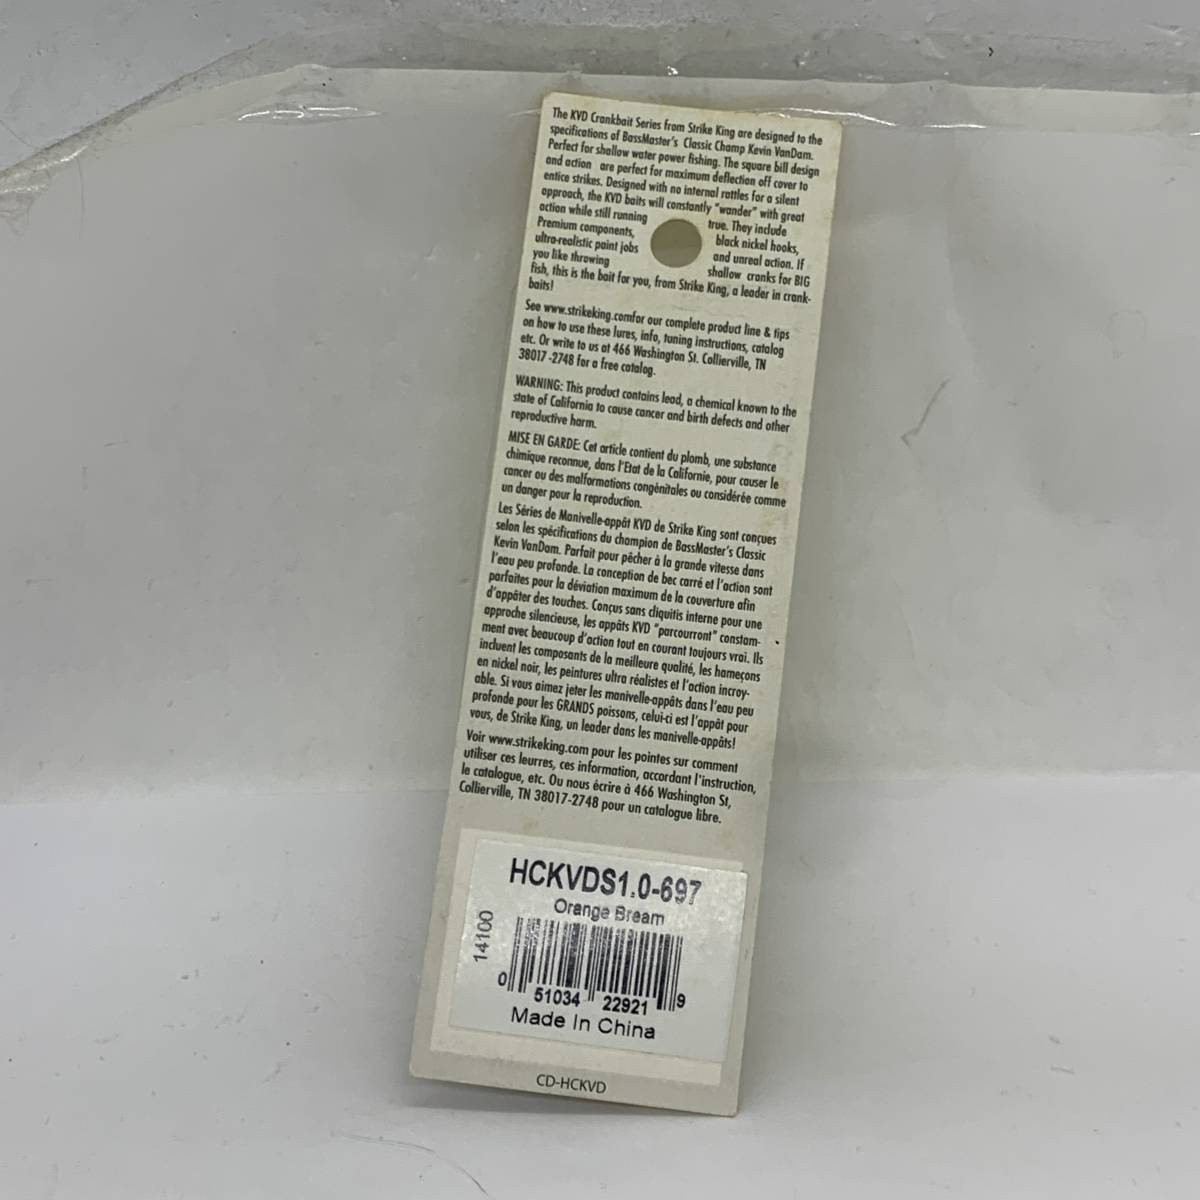 The KVD Crankbait Series from Strike King are designed to the
specifications of BassMaster's Classic Champ Kevin VanDam.
Perfect for shallow water power fishing. The square bill design
and action are perfect for maximum deflection off cover to
entice strikes. Designed with no internal rattles for a silent
approach, the KVD baits will constantly "wander" with great
action while still running true. They include
Premium components, black nickel hooks,
ultra-realistic paint jobs and unreal action. If
you like throwing shallow cranks for BIG
fish, this is the bait for you, from Strike King, a leader in crank-
baits!
See www.strikeking.comfor our complete product line & tips
on how to use these lures, info, tuning instructions, catalog
etc. Or write to us at 466 Washington St. Collierville, TN
38017-2748 for a free catalog.
WARNING: This product contains lead, a chemical known to the
state of California to cause cancer and birth defects and other
reproductive harm.
MISE EN GARDE: Cet article contient du plomb, une substance
chimique reconnue, dans l'Etat de la Californie, pour causer le
cancer ou des malformations congénitales ou considérée comme
un danger pour la reproduction.
Les Séries de Manivelle-appât KVD de Strike King sont conçues
selon les spécifications du champion de BassMaster's Classic
Kevin VanDam. Parfait pour pêcher à la grande vitesse dans
l'eau peu profonde. La conception de bec carré et l'action sont
parfaites pour la déviation maximum de la couverture afin
d'appâter des touches. Conçus sans cliquitis interne pour une
approche silencieuse, les appâts KVD "parcourront" constam-
ment avec beaucoup d'action tout en courant toujours vrai. Ils
incluent les composants de la meilleure qualité, les hameçons
en nickel noir, les peintures ultra réalistes et l'action incroy-
able. Si vous aimez jeter les manivelle-appâts dans l'eau peu
profonde pour les GRANDS poissons, celui-ci est l'appât pour
vous, de Strike King, un leader dans les manivelle-appâts!
Voir www.strikeking.com pour les pointes sur comment
utiliser ces leurres, ces information, accordant l'instruction,
le catalogue, etc. Ou nous écrire à 466 Washington St,
Collierville, TN 38017-2748 pour un catalogue libre.
HCKVDS1.0-697
Orange Bream
14100
0 51034 22921 9
Made In China
CD-HCKVD